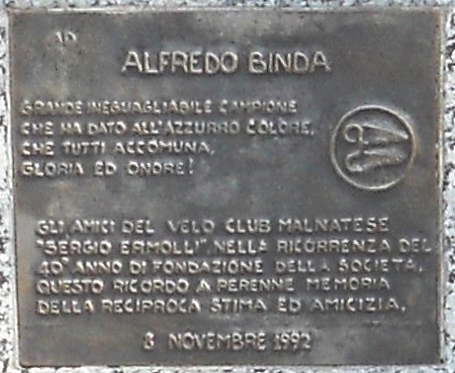 AD
ALFREDO BINDA
GRANDE INEGUAGLIABILE CAMPIONE
CHE HA DATO ALL'AZZURRO COLORE,
CHE TUTTI ACCOMUNA,
GLORIA ED ONORE!
GLI AMICI DEL VELO CLUB MALNATESE
"SERGIO ERMOLLI", NELLA RICORRENZA DEL
40° ANNO DI FONDAZIONE DELLA SOCIETÀ,
QUESTO RICORDO A PERENNE MEMORIA
DELLA RECIPROCA STIMA ED AMICIZIA.
8 NOVEMBRE 1992